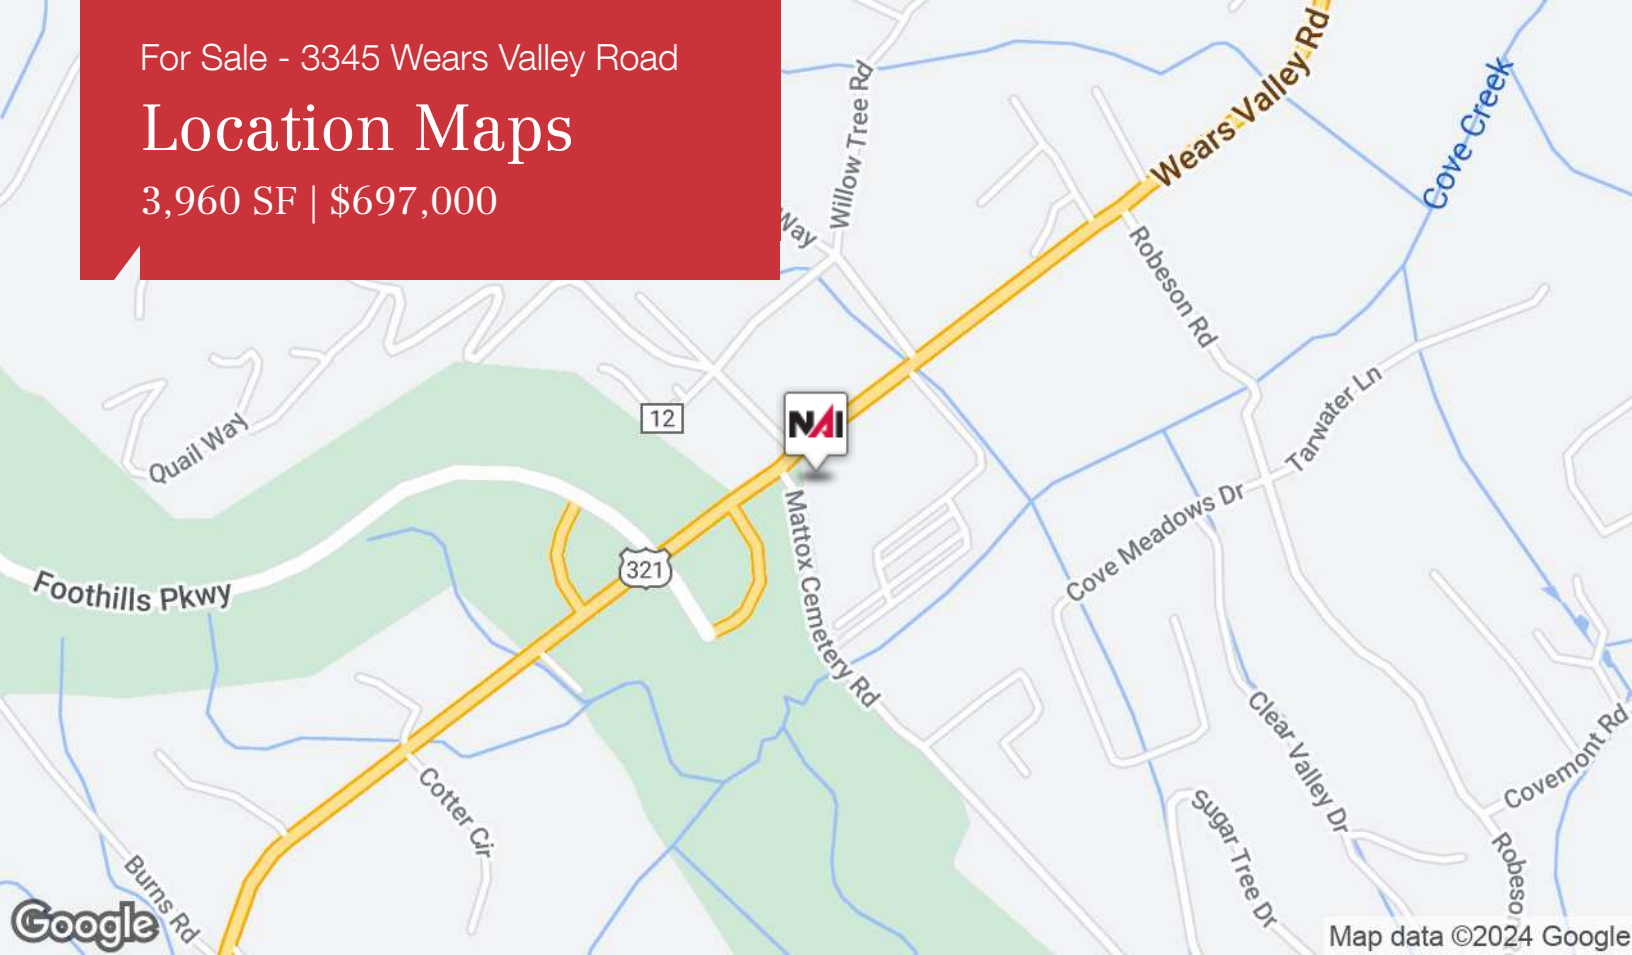 For Sale - 3345 Wears Valley Road
Location Maps
3,960 SF | $697,000
Willow Tree Rd
Wears Valley Rd
Cove Creek
Way
Robeson Rd
Tarwater Ln
12
NAI
Quail Way
Cove Meadows Dr
Mattox Cemetery Rd
321
Foothills Pkwy
Clear Valley Dr
Covemont Rd
Cotter Cir
Sugar Tree Dr
Burns Rd
Robeso
Google
Map data ©2024 Google